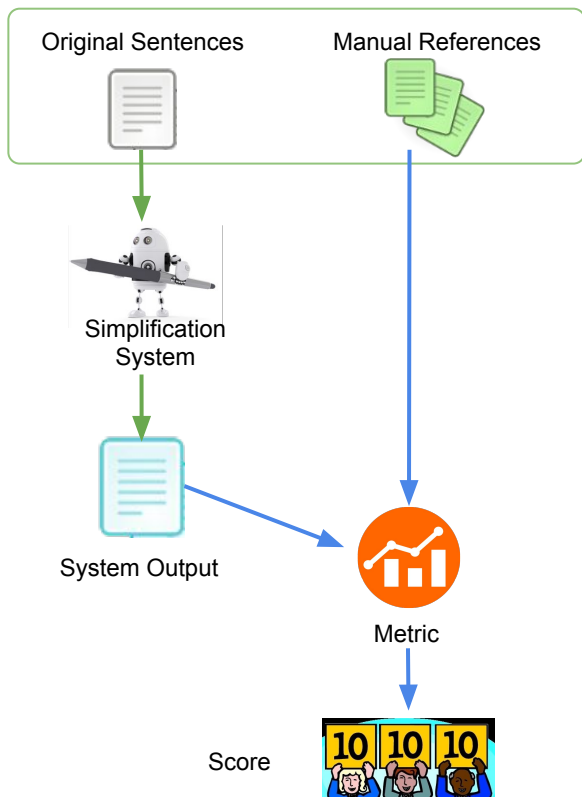 Original Sentences
Manual References
Simplification
System
System Output
Metric
Score
10 10 10